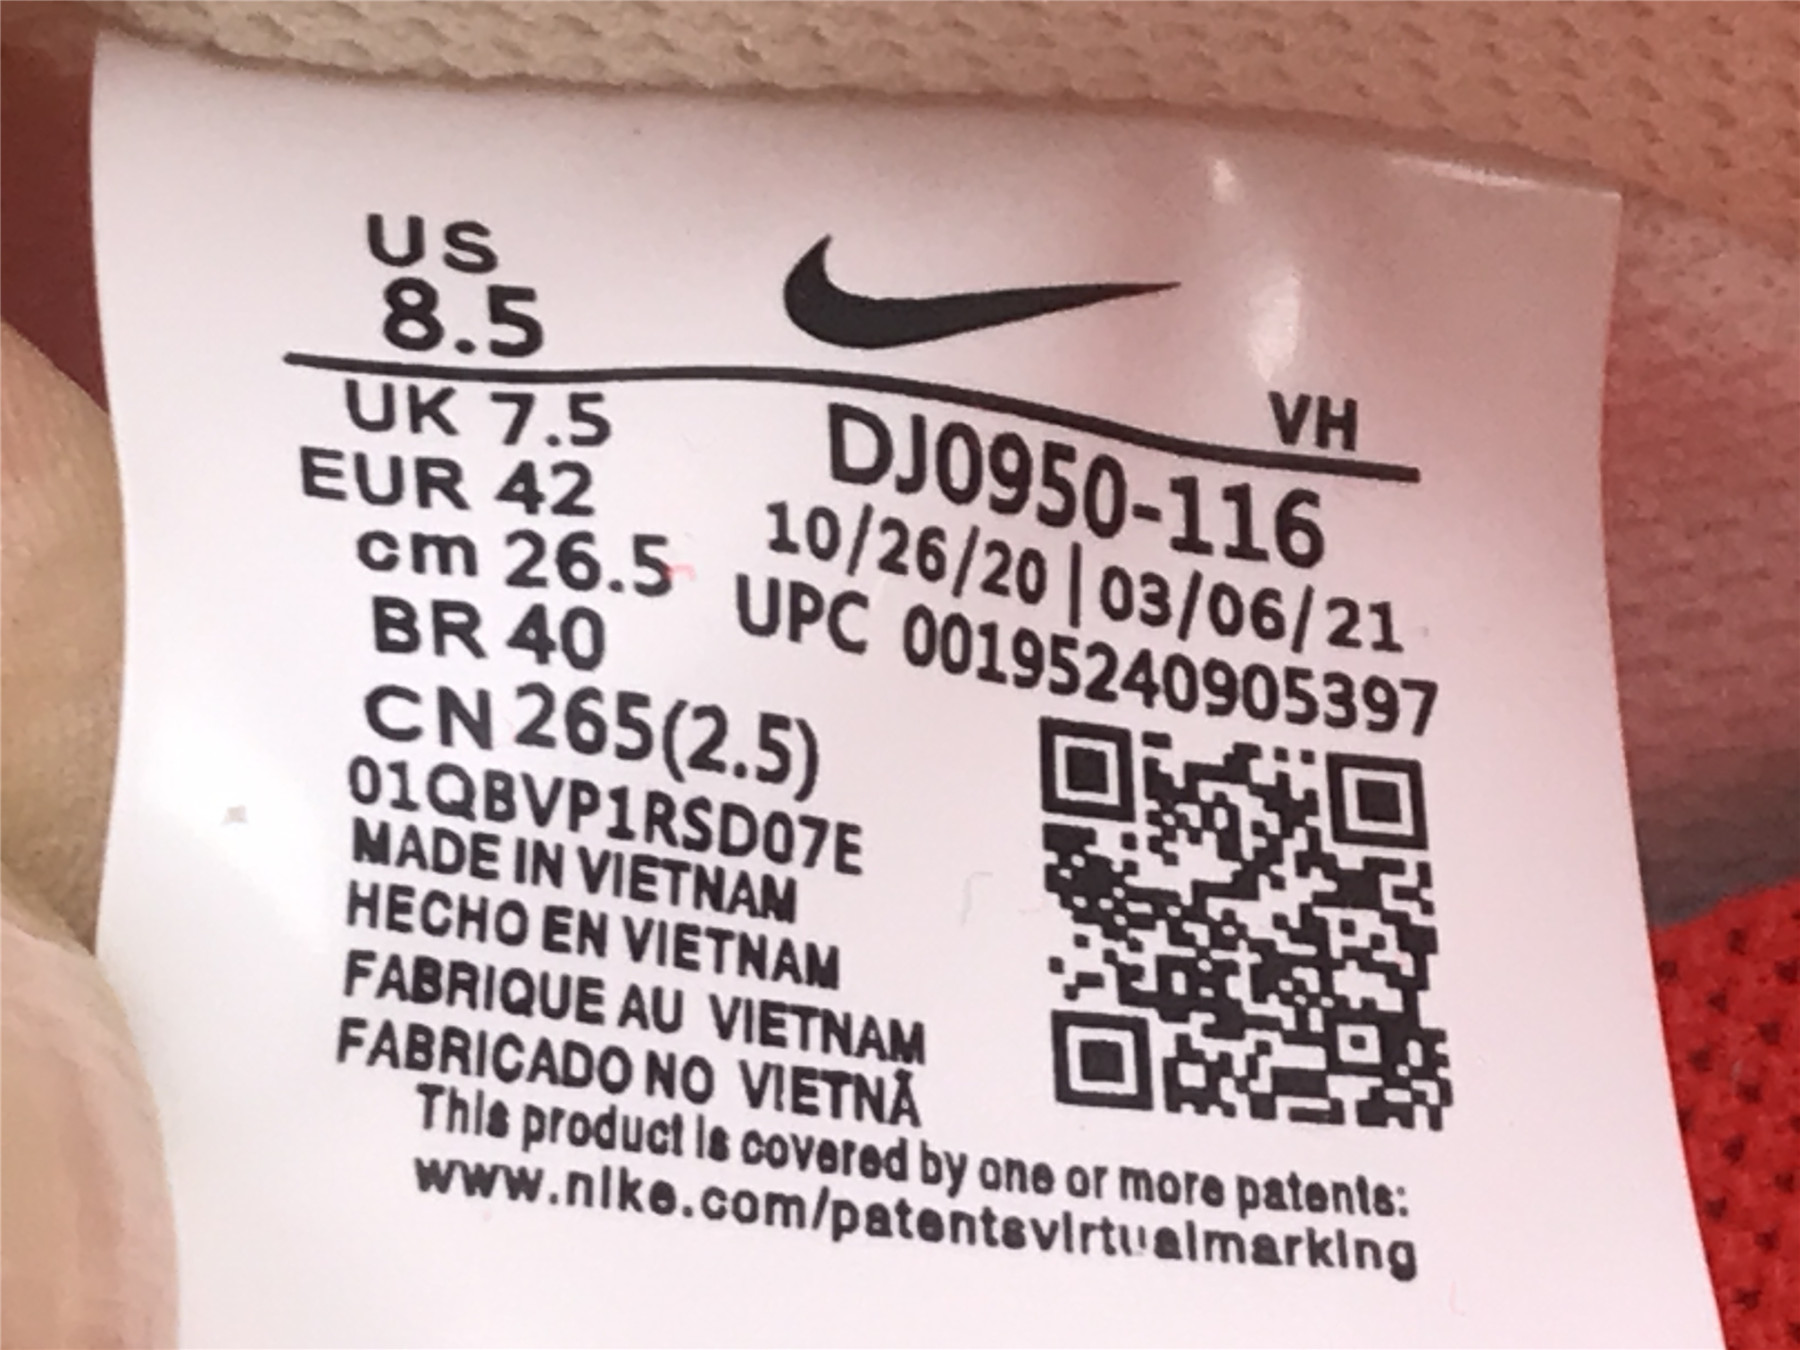 US
8.5
VH
UK 7.5
EUR 42
cm 26.5
BR 40
CN 265(2.5)
DJ0950-116
10/26/20 | 03/06/21
UPC 00195240905397
01QBVP1RSD07E
MADE IN VIETNAM
HECHO EN VIETNAM
FABRIQUE AU VIETNAM
FABRICADO NO VIETNÃ
This product is covered by one or more patents:
www.nike.com/patentsvirtualmarking